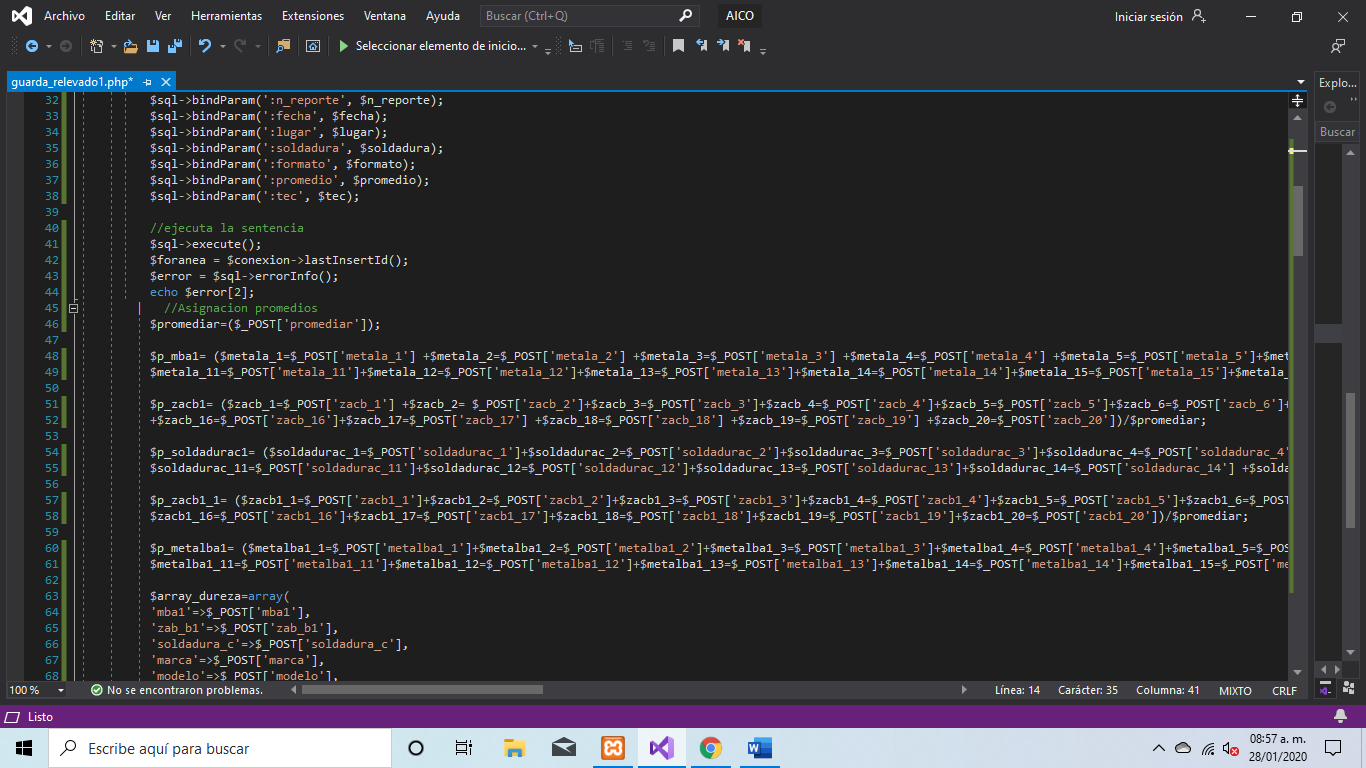 Archivo Editar Ver Herramientas Extensiones Ventana Ayuda Buscar (Ctrl+Q) AICO Iniciar sesión
Seleccionar elemento de inicio...
guarda_relevado1.php* Explo...
Buscar
32 $sql->bindParam(':n_reporte', $n_reporte);
33 $sql->bindParam(':fecha', $fecha);
34 $sql->bindParam(':lugar', $lugar);
35 $sql->bindParam(':soldadura', $soldadura);
36 $sql->bindParam(':formato', $formato);
37 $sql->bindParam(':promedio', $promedio);
38 $sql->bindParam(':tec', $tec);
39
40 //ejecuta la sentencia
41 $sql->execute();
42 $foranea = $conexion->lastInsertId();
43 $error = $sql->errorInfo();
44 echo $error[2];
45 //Asignacion promedios
46 $promediar=($_POST['promediar']);
47
48 $p_mba1= ($metala_1=$_POST['metala_1'] +$metala_2=$_POST['metala_2'] +$metala_3=$_POST['metala_3'] +$metala_4=$_POST['metala_4'] +$metala_5=$_POST['metala_5']+$met
49 $metala_11=$_POST['metala_11']+$metala_12=$_POST['metala_12']+$metala_13=$_POST['metala_13']+$metala_14=$_POST['metala_14']+$metala_15=$_POST['metala_15']+$metala_
50
51 $p_zacb1= ($zacb_1=$_POST['zacb_1'] +$zacb_2= $_POST['zacb_2']+$zacb_3=$_POST['zacb_3']+$zacb_4=$_POST['zacb_4']+$zacb_5=$_POST['zacb_5']+$zacb_6=$_POST['zacb_6']+
52 +$zacb_16=$_POST['zacb_16']+$zacb_17=$_POST['zacb_17'] +$zacb_18=$_POST['zacb_18'] +$zacb_19=$_POST['zacb_19'] +$zacb_20=$_POST['zacb_20'])/$promediar;
53
54 $p_soldadurac1= ($soldadurac_1=$_POST['soldadurac_1']+$soldadurac_2=$_POST['soldadurac_2']+$soldadurac_3=$_POST['soldadurac_3']+$soldadurac_4=$_POST['soldadurac_4'
55 $soldadurac_11=$_POST['soldadurac_11']+$soldadurac_12=$_POST['soldadurac_12']+$soldadurac_13=$_POST['soldadurac_13']+$soldadurac_14=$_POST['soldadurac_14'] +$solda
56
57 $p_zacb1_1= ($zacb1_1=$_POST['zacb1_1']+$zacb1_2=$_POST['zacb1_2']+$zacb1_3=$_POST['zacb1_3']+$zacb1_4=$_POST['zacb1_4']+$zacb1_5=$_POST['zacb1_5']+$zacb1_6=$_POST
58 $zacb1_16=$_POST['zacb1_16']+$zacb1_17=$_POST['zacb1_17']+$zacb1_18=$_POST['zacb1_18']+$zacb1_19=$_POST['zacb1_19']+$zacb1_20=$_POST['zacb1_20'])/$promediar;
59
60 $p_metalba1= ($metalba1_1=$_POST['metalba1_1']+$metalba1_2=$_POST['metalba1_2']+$metalba1_3=$_POST['metalba1_3']+$metalba1_4=$_POST['metalba1_4']+$metalba1_5=$_POS
61 $metalba1_11=$_POST['metalba1_11']+$metalba1_12=$_POST['metalba1_12']+$metalba1_13=$_POST['metalba1_13']+$metalba1_14=$_POST['metalba1_14']+$metalba1_15=$_POST['me
62
63 $array_dureza=array(
64 'mba1'=>$_POST['mba1'],
65 'zab_b1'=>$_POST['zab_b1'],
66 'soldadura_c'=>$_POST['soldadura_c'],
67 'marca'=>$_POST['marca'],
68 'modelo'=>$_POST['modelo'],
100 % No se encontraron problemas. Línea: 14 Carácter: 35 Columna: 41 MIXTO CRLF
Listo
Escribe aquí para buscar
08:57 a. m.
28/01/2020